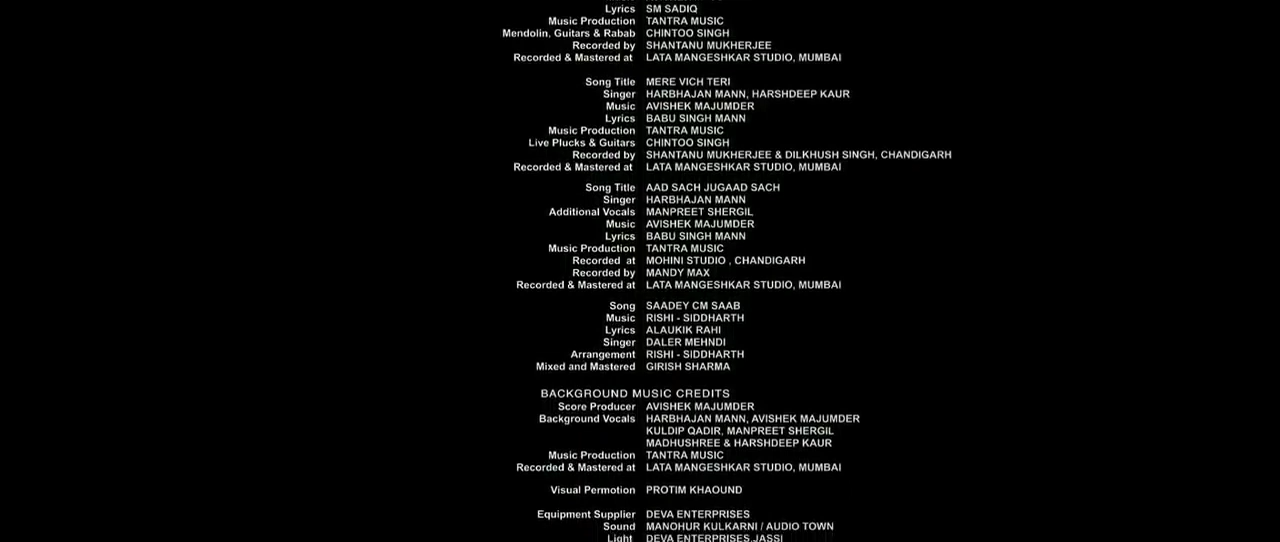 Lyrics SM SADIQ
Music Production TANTRA MUSIC
Mendolin, Guitars & Rabab CHINTOO SINGH
Recorded by SHANTANU MUKHERJEE
Recorded & Mastered at LATA MANGESHKAR STUDIO, MUMBAI
Song Title MERE VICH TERI
Singer HARBHAJAN MANN, HARSHDEEP KAUR
Music AVISHEK MAJUMDER
Lyrics BABU SINGH MANN
Music Production TANTRA MUSIC
Live Plucks & Guitars CHINTOO SINGH
Recorded by SHANTANU MUKHERJEE & DILKHUSH SINGH, CHANDIGARH
Recorded & Mastered at LATA MANGESHKAR STUDIO, MUMBAI
Song Title AAD SACH JUGAAD SACH
Singer HARBHAJAN MANN
Additional Vocals MANPREET SHERGIL
Music AVISHEK MAJUMDER
Lyrics BABU SINGH MANN
Music Production TANTRA MUSIC
Recorded at MOHINI STUDIO , CHANDIGARH
Recorded by MANDY MAX
Recorded & Mastered at LATA MANGESHKAR STUDIO, MUMBAI
Song SAADEY CM SAAB
Music RISHI - SIDDHARTH
Lyrics ALAUKIK RAHI
Singer DALER MEHNDI
Arrangement RISHI - SIDDHARTH
Mixed and Mastered GIRISH SHARMA
BACKGROUND MUSIC CREDITS
Score Producer AVISHEK MAJUMDER
Background Vocals HARBHAJAN MANN, AVISHEK MAJUMDER
KULDIP QADIR, MANPREET SHERGIL
MADHUSHREE & HARSHDEEP KAUR
Music Production TANTRA MUSIC
Recorded & Mastered at LATA MANGESHKAR STUDIO, MUMBAI
Visual Permotion PROTIM KHAOUND
Equipment Supplier DEVA ENTERPRISES
Sound MANOHUR KULKARNI / AUDIO TOWN
Light DEVA ENTERPRISES,JASSI